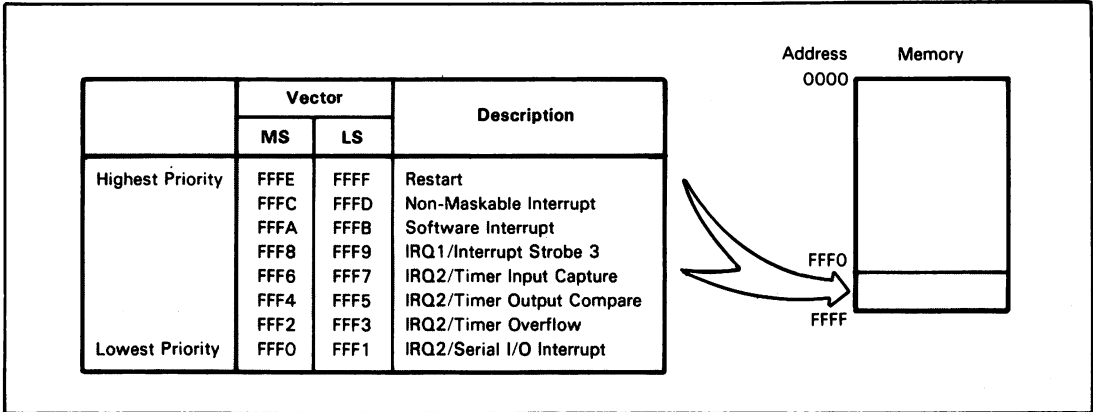 Vector Description
MS LS
Highest Priority FFFE FFFF Restart
FFFC FFFD Non-Maskable Interrupt
FFFA FFFB Software Interrupt
FFF8 FFF9 IRQ1/Interrupt Strobe 3
FFF6 FFF7 IRQ2/Timer Input Capture
FFF4 FFF5 IRQ2/Timer Output Compare
FFF2 FFF3 IRQ2/Timer Overflow
Lowest Priority FFF0 FFF1 IRQ2/Serial I/O Interrupt
Address Memory
0000
FFF0
FFFF